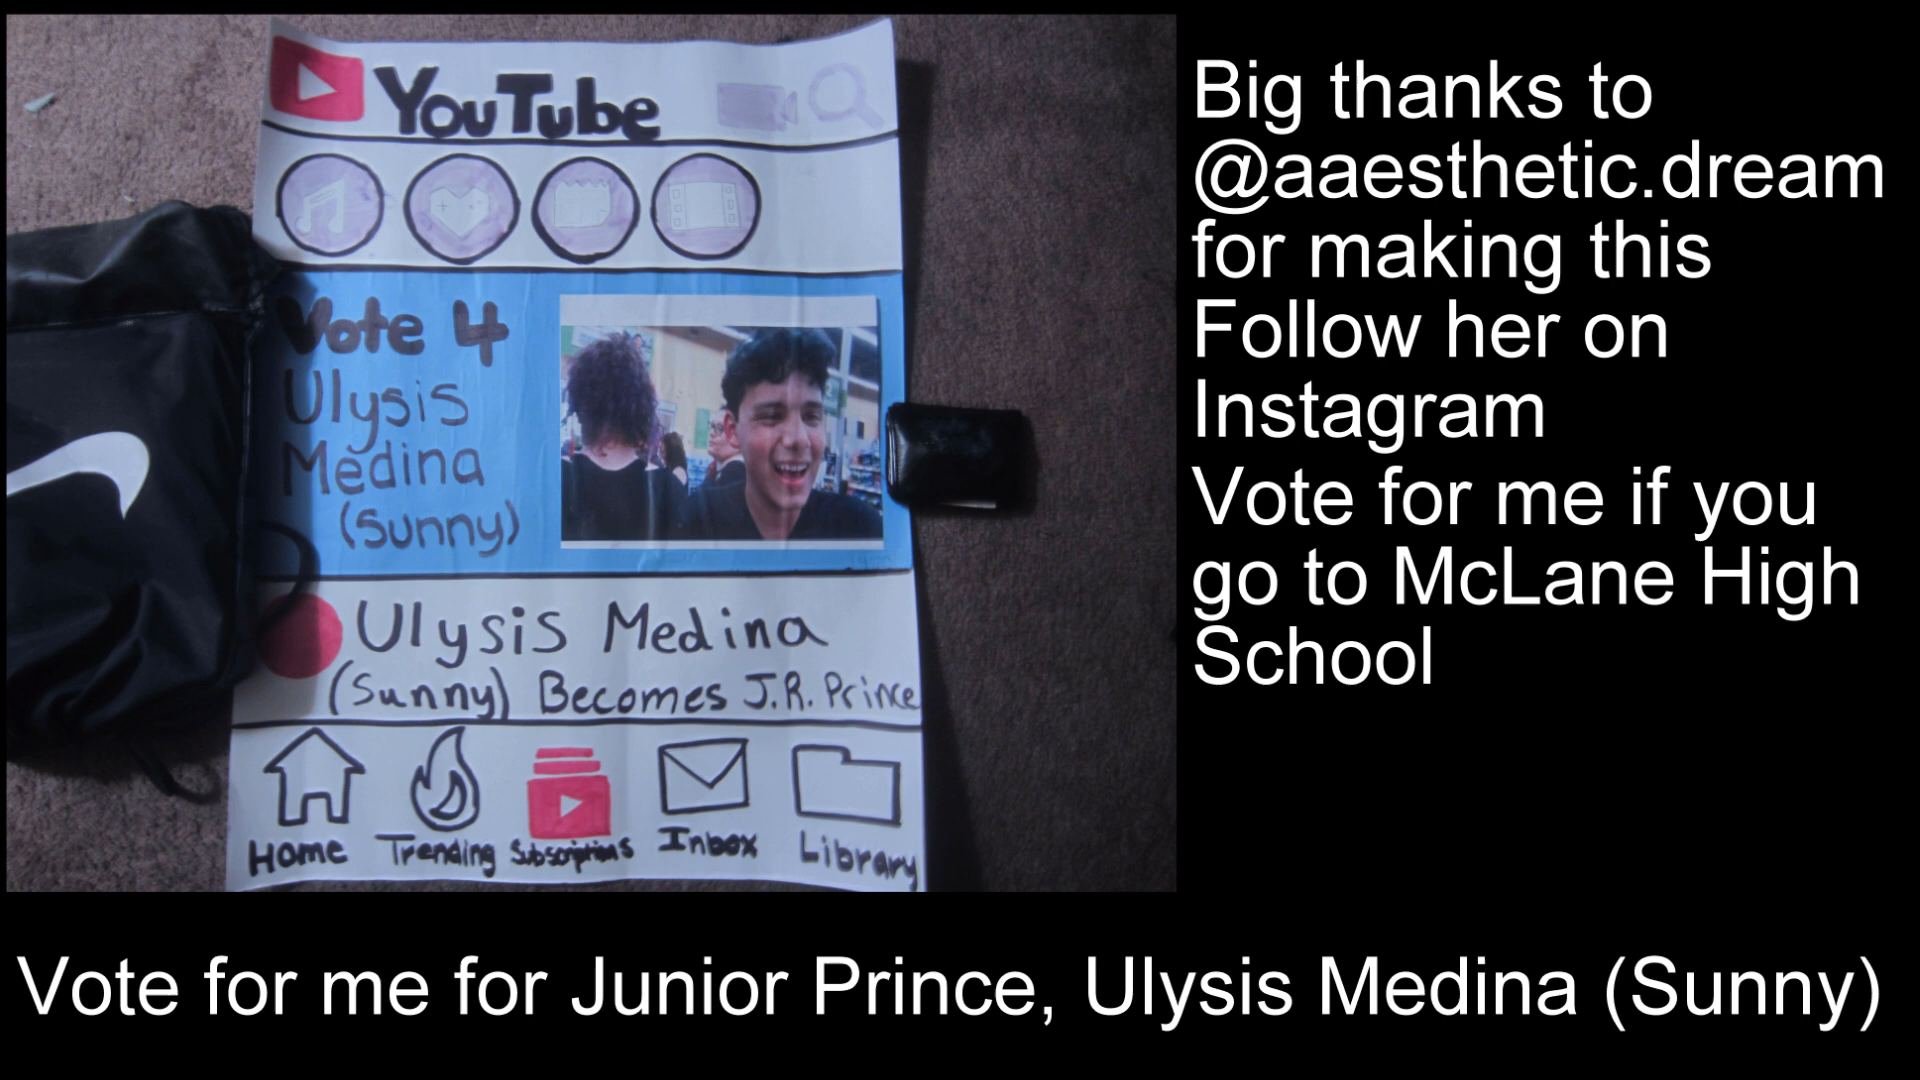 YouTube
Vote 4
Ulysis
Medina
(Sunny)
Ulysis Medina
(Sunny) Becomes J.R. Prince
Home Trending Subscriptions Inbox Library
Big thanks to
@aaesthetic.dream
for making this
Follow her on
Instagram
Vote for me if you
go to McLane High
School
Vote for me for Junior Prince, Ulysis Medina (Sunny)